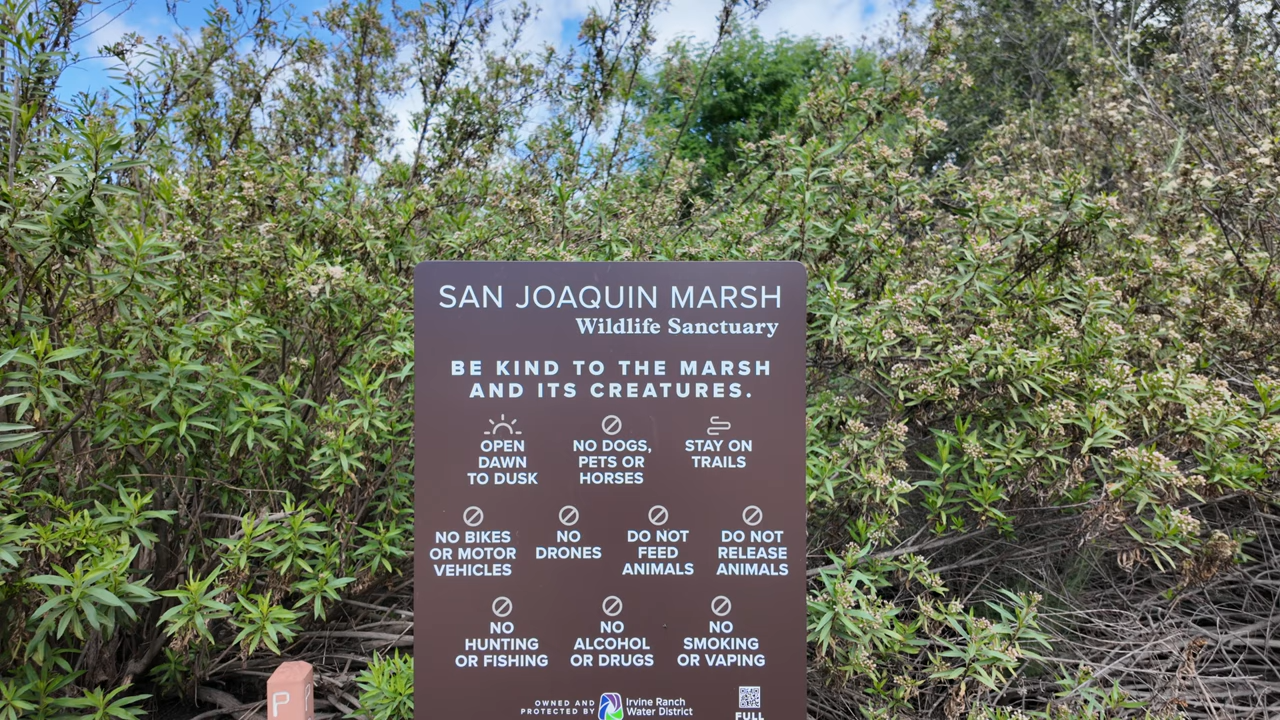 SAN JOAQUIN MARSH
Wildlife Sanctuary
BE KIND TO THE MARSH
AND ITS CREATURES.
OPEN
DAWN
TO DUSK
NO DOGS,
PETS OR
HORSES
STAY ON
TRAILS
NO BIKES
OR MOTOR
VEHICLES
NO
DRONES
DO NOT
FEED
ANIMALS
DO NOT
RELEASE
ANIMALS
NO
HUNTING
OR FISHING
NO
ALCOHOL
OR DRUGS
NO
SMOKING
OR VAPING
OWNED AND
PROTECTED BY
Irvine Ranch
Water District
FULL
P